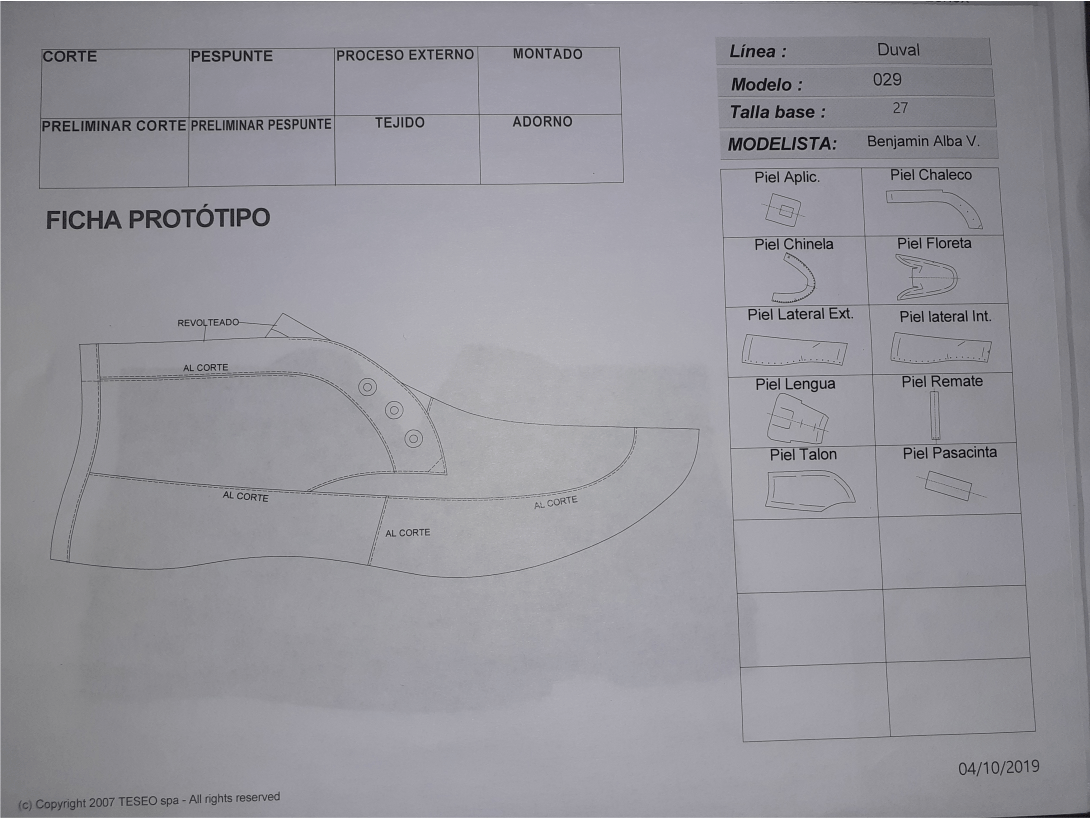 CORTE PESPUNTE PROCESO EXTERNO MONTADO
PRELIMINAR CORTE PRELIMINAR PESPUNTE TEJIDO ADORNO
FICHA PROTÓTIPO
Línea : Duval
Modelo : 029
Talla base : 27
MODELISTA: Benjamin Alba V.
Piel Aplic. Piel Chaleco
Piel Chinela Piel Floreta
Piel Lateral Ext. Piel lateral Int.
Piel Lengua Piel Remate
Piel Talon Piel Pasacinta
REVOLTEADO
AL CORTE
AL CORTE
AL CORTE
AL CORTE
04/10/2019
(c) Copyright 2007 TESEO spa - All rights reserved